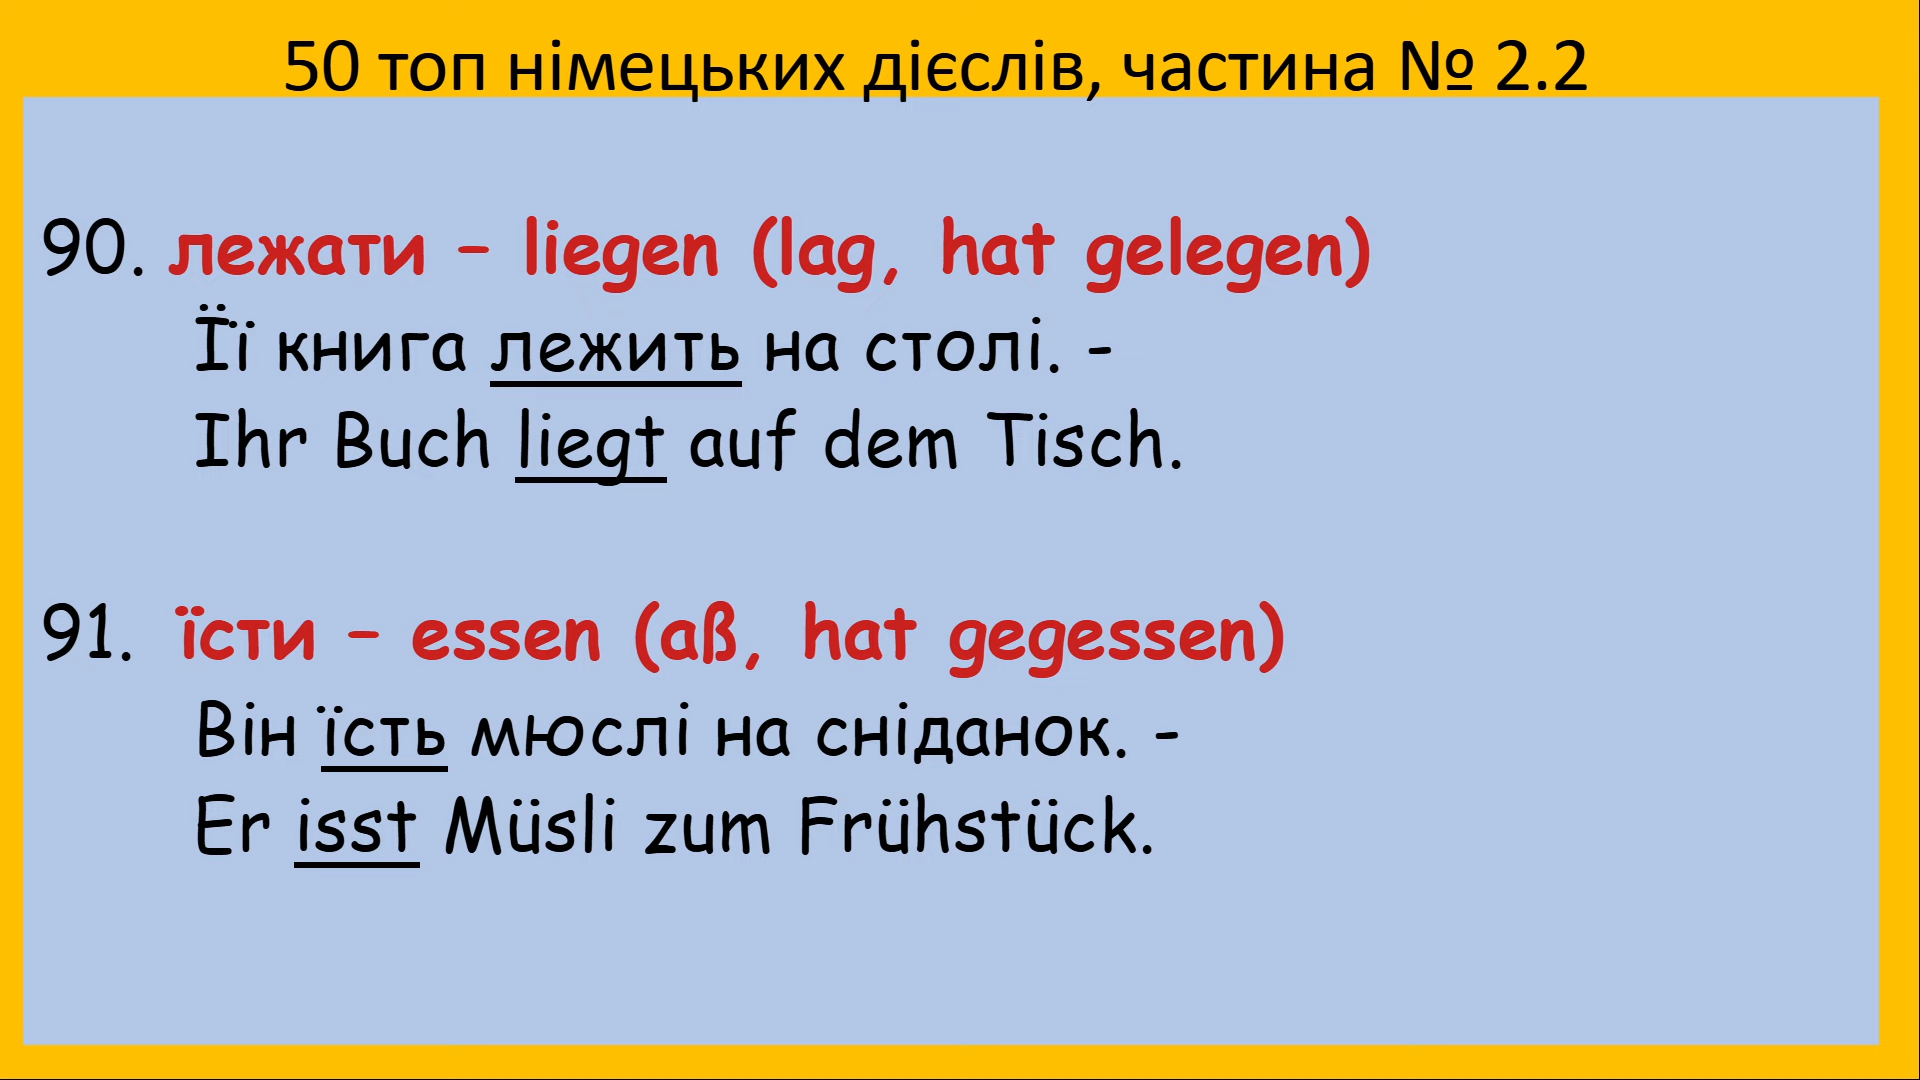 50 топ німецьких дієслів, частина № 2.2
90. лежати – liegen (lag, hat gelegen)
Її книга лежить на столі. -
Ihr Buch liegt auf dem Tisch.
91. їсти – essen (aß, hat gegessen)
Він їсть мюслі на сніданок. -
Er isst Müsli zum Frühstück.